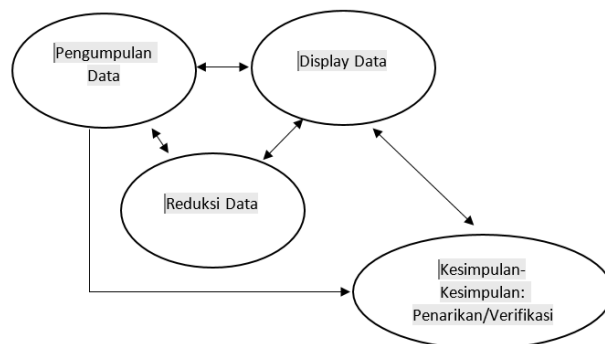 Pengumpulan
Data
Display Data
Reduksi Data
Kesimpulan-
Kesimpulan:
Penarikan/Verifikasi